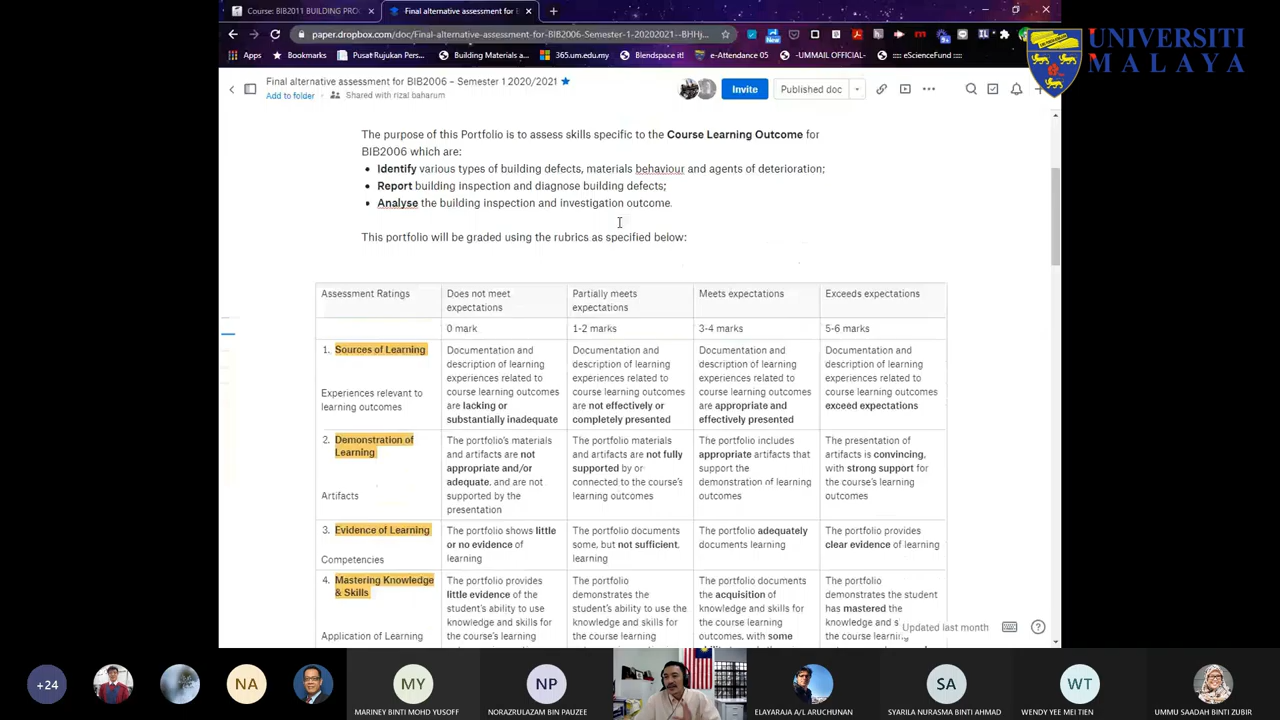 Course: BIB2011 BUILDING PRO
Final alternative assessment for B
paper.dropbox.com/doc/Final-alternative-assessment-for-BIB2006-Semester-1-20202021--BHHj...
New
Apps
Bookmarks
Pusat Rujukan Pelan...
Building Materials a...
365.um.edu.my
Blendspace it!
e-Attendance 05
-UMMAIL OFFICIAL-
::: eScienceFund :::
UNIVERSITI
MALAYA
Final alternative assessment for BIB2006 – Semester 1 2020/2021
Add to folder
Shared with rizal baharum
Invite
Published doc
The purpose of this Portfolio is to assess skills specific to the Course Learning Outcome for
BIB2006 which are:
• Identify various types of building defects, materials behaviour and agents of deterioration;
• Report building inspection and diagnose building defects;
• Analyse the building inspection and investigation outcome.
This portfolio will be graded using the rubrics as specified below:
Assessment Ratings
Does not meet
expectations
Partially meets
expectations
Meets expectations
Exceeds expectations
0 mark
1-2 marks
3-4 marks
5-6 marks
1. Sources of Learning
Experiences relevant to
learning outcomes
Documentation and
description of learning
experiences related to
course learning outcomes
are lacking or
substantially inadequate
Documentation and
description of learning
experiences related to
course learning outcomes
are not effectively or
completely presented
Documentation and
description of learning
experiences related to
course learning outcomes
are appropriate and
effectively presented
Documentation and
description of learning
experiences related to
course learning outcomes
exceed expectations
2. Demonstration of
Learning
Artifacts
The portfolio's materials
and artifacts are not
appropriate and/or
adequate, and are not
supported by the
presentation
The portfolio materials
and artifacts are not fully
supported by or
connected to the course's
learning outcomes
The portfolio includes
appropriate artifacts that
support the
demonstration of learning
outcomes
The presentation of
artifacts is convincing,
with strong support for
the course's learning
outcomes
3. Evidence of Learning
Competencies
The portfolio shows little
or no evidence of
learning
The portfolio documents
some, but not sufficient,
learning
The portfolio adequately
documents learning
The portfolio provides
clear evidence of learning
4. Mastering Knowledge
& Skills
Application of Learning
The portfolio provides
little evidence of the
student's ability to use
knowledge and skills for
the course's learning
The portfolio
demonstrates the
student's ability to use the
knowledge and skills for
the course learning
The portfolio documents
the acquisition of
knowledge and skills for
the course learning
outcomes, with some
The portfolio
demonstrates the student
has mastered the
knowledge and s
the course learning
Updated last month
+24
NA
MY
MARINEY BINTI MOHD YUSOFF
NP
NORAZRULAZAM BIN PAUZEE
ELAYARAJA A/L ARUCHUNAN
SA
SYARILA NURASMA BINTI AHMAD
WT
WENDY YEE MEI TIEN
UMMU SAADAH BINTI ZUBIR